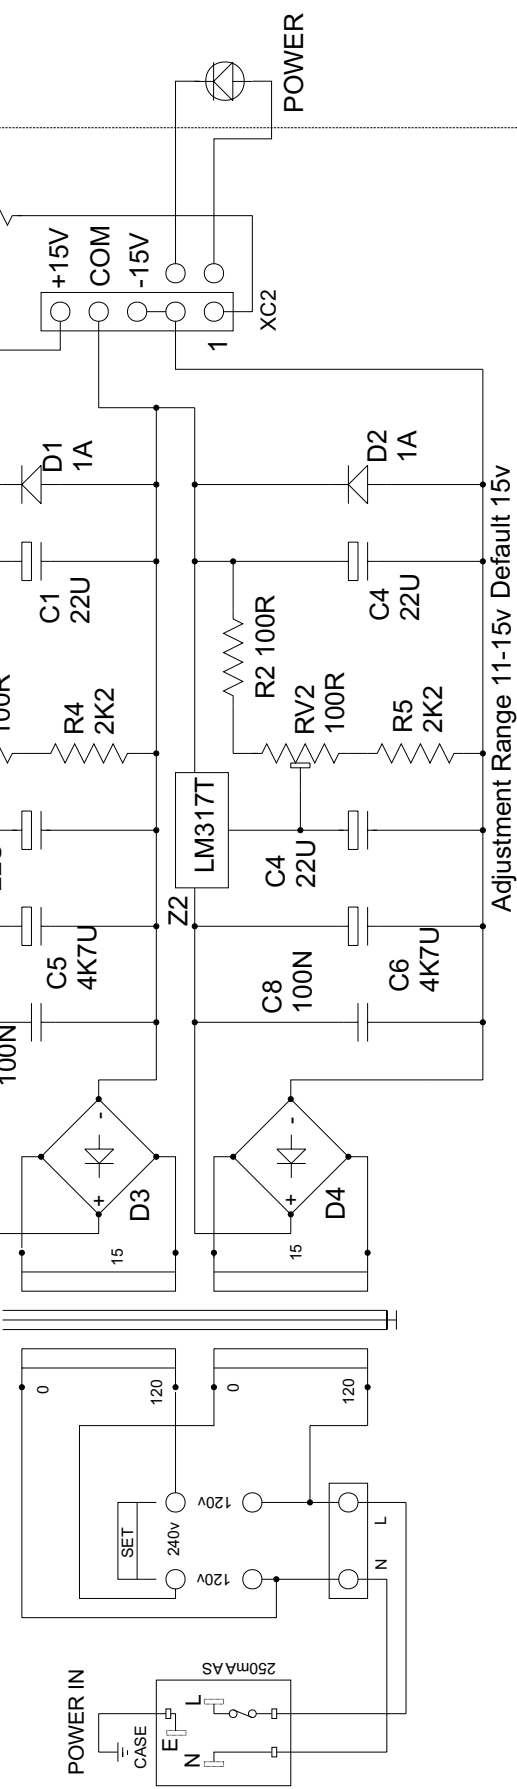 POWER
+15V
COM
-15V
1
XC2
D1
1A
D2
1A
C1
22U
C4
22U
100R
R4
2K2
R2 100R
RV2
100R
R5
2K2
Adjustment Range 11-15v Default 15v
LM317T
Z2
C4
22U
C5
4K7U
C8
100N
C6
4K7U
100N
-
+
D3
-
+
D4
15
15
0
120
0
120
SET
240v
120v
120v
N
L
POWER IN
CASE
E
N
L
250mA AS